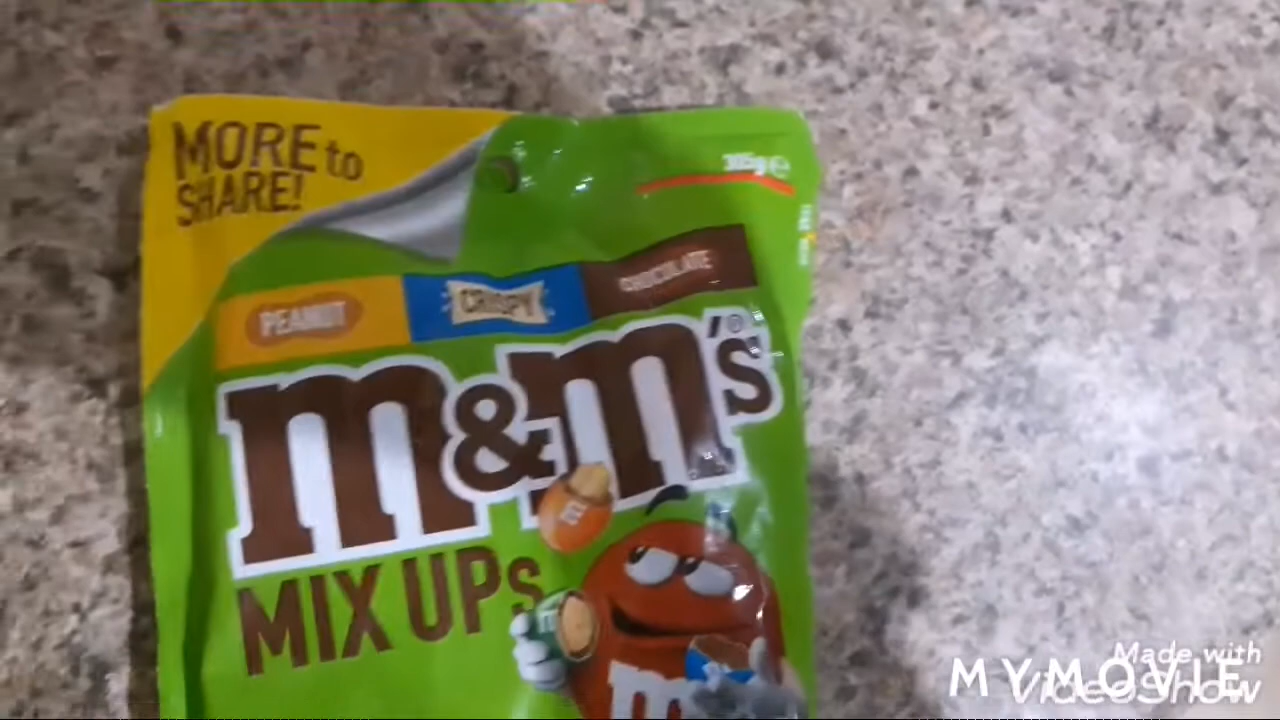 MORE to
SHARE!
PEANUT
CRISPY
CHOCOLATE
m&m's®
MIX UPS
m
m
Made with
MYMOVIE
VideoShow